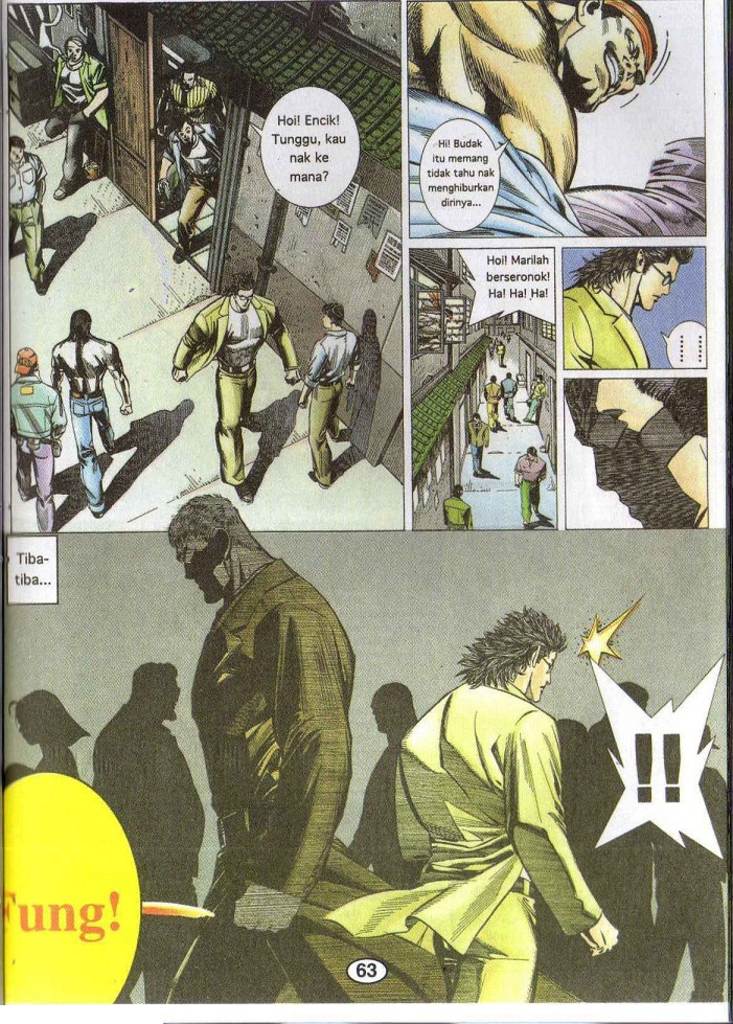 Hoi! Encik!
Tunggu, kau
nak ke
mana?
Hi! Budak
itu memang
tidak tahu nak
menghiburkan
dirinya...
Hoi! Marilah
berseronok!
Ha! Ha! Ha!
......
Tiba-
tiba...
!!
Fung!
63